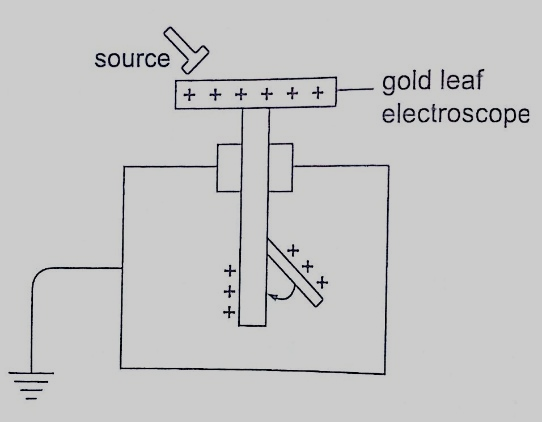 source
gold leaf
electroscope
+ + + + + +
+
+
+
+
+
+